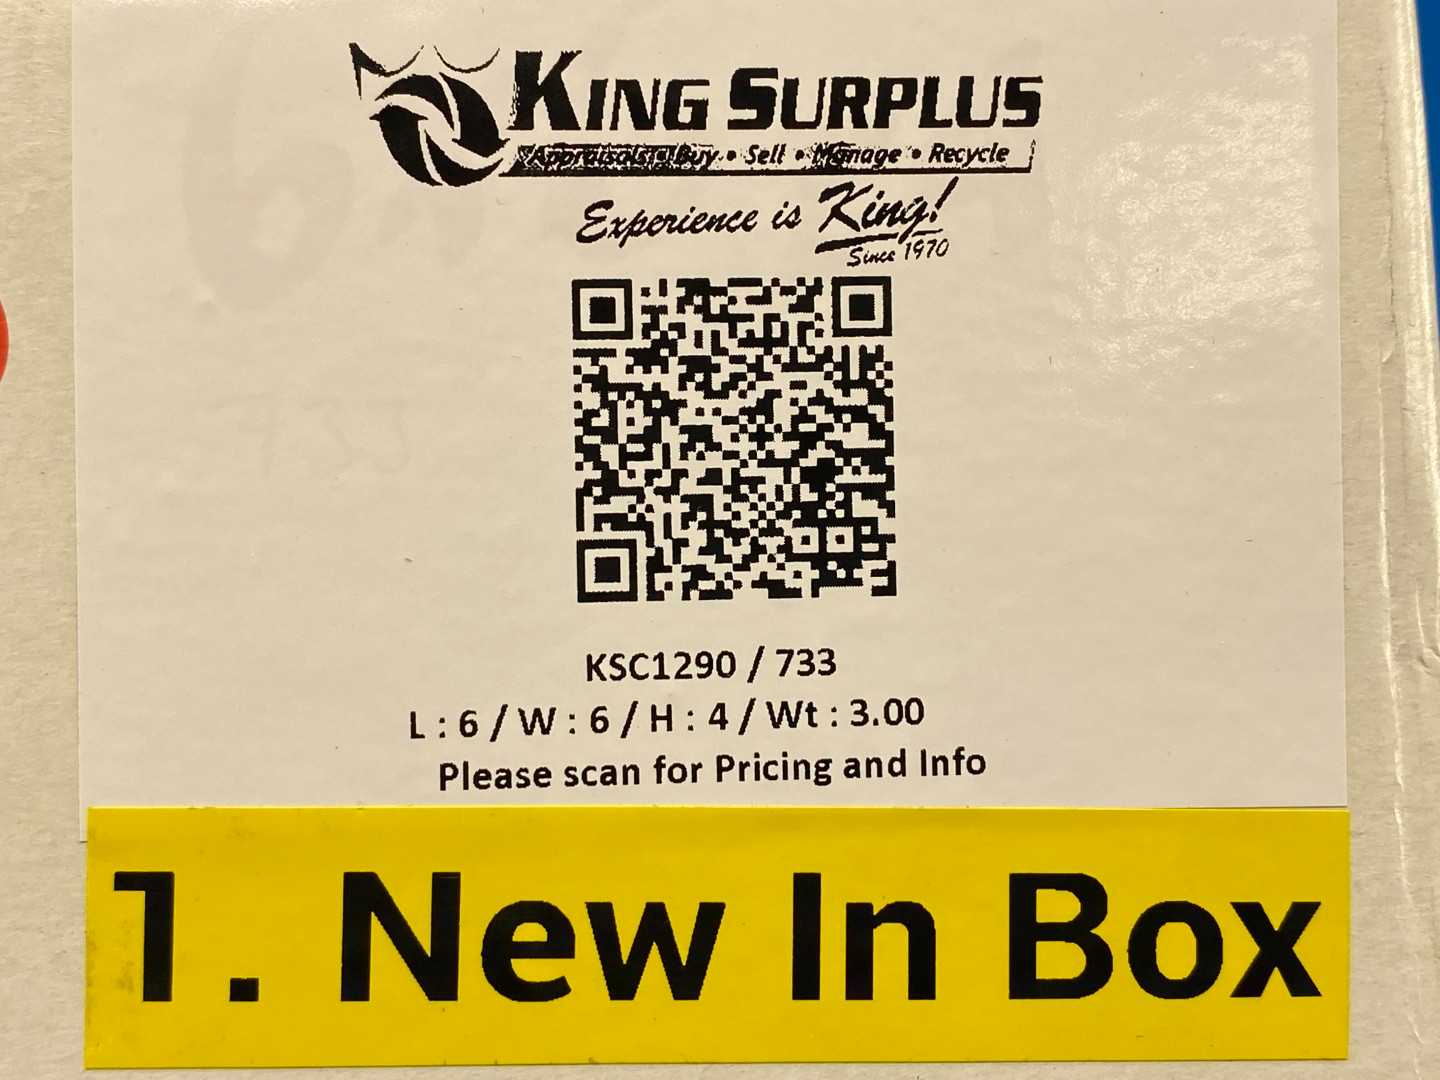 KING SURPLUS
Appraisals • Buy • Sell • Manage • Recycle
Experience is King!
Since 1970
KSC1290 / 733
L : 6 / W : 6 / H : 4 / Wt : 3.00
Please scan for Pricing and Info
1. New In Box